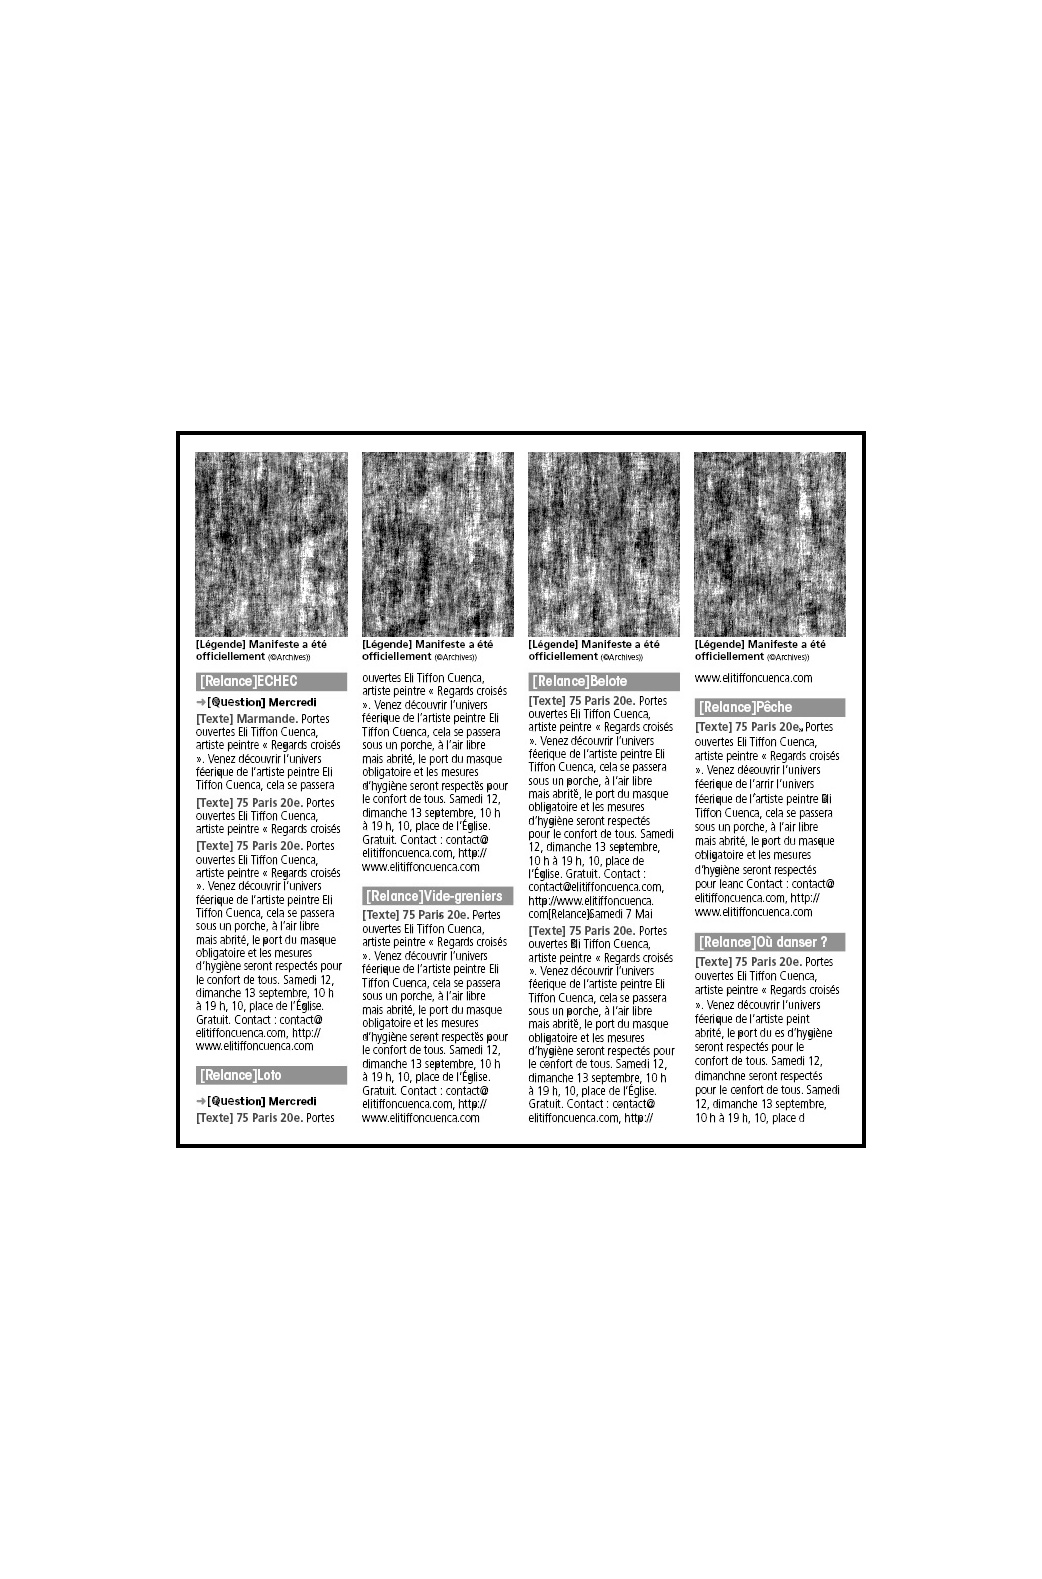 [Légende] Manifeste a été
officiellement (©Archives))
[Relance]ECHEC
➔[Question] Mercredi
[Texte] Marmande. Portes
ouvertes Eli Tiffon Cuenca,
artiste peintre « Regards croisés
». Venez découvrir l’univers
féerique de l’artiste peintre Eli
Tiffon Cuenca, cela se passera
[Texte] 75 Paris 20e. Portes
ouvertes Eli Tiffon Cuenca,
artiste peintre « Regards croisés
[Texte] 75 Paris 20e. Portes
ouvertes Eli Tiffon Cuenca,
artiste peintre « Regards croisés
». Venez découvrir l’univers
féerique de l’artiste peintre Eli
Tiffon Cuenca, cela se passera
sous un porche, à l’air libre
mais abrité, le port du masque
obligatoire et les mesures
d’hygiène seront respectés pour
le confort de tous. Samedi 12,
dimanche 13 septembre, 10 h
à 19 h, 10, place de l’Église.
Gratuit. Contact : contact@
elitiffoncuenca.com, http://
www.elitiffoncuenca.com
[Relance]Loto
➔[Question] Mercredi
[Texte] 75 Paris 20e. Portes
[Légende] Manifeste a été
officiellement (©Archives))
ouvertes Eli Tiffon Cuenca,
artiste peintre « Regards croisés
». Venez découvrir l’univers
féerique de l’artiste peintre Eli
Tiffon Cuenca, cela se passera
sous un porche, à l’air libre
mais abrité, le port du masque
obligatoire et les mesures
d’hygiène seront respectés pour
le confort de tous. Samedi 12,
dimanche 13 septembre, 10 h
à 19 h, 10, place de l’Église.
Gratuit. Contact : contact@
elitiffoncuenca.com, http://
www.elitiffoncuenca.com
[Relance]Vide-greniers
[Texte] 75 Paris 20e. Portes
ouvertes Eli Tiffon Cuenca,
artiste peintre « Regards croisés
». Venez découvrir l’univers
féerique de l’artiste peintre Eli
Tiffon Cuenca, cela se passera
sous un porche, à l’air libre
mais abrité, le port du masque
obligatoire et les mesures
d’hygiène seront respectés pour
le confort de tous. Samedi 12,
dimanche 13 septembre, 10 h
à 19 h, 10, place de l’Église.
Gratuit. Contact : contact@
elitiffoncuenca.com, http://
www.elitiffoncuenca.com
[Légende] Manifeste a été
officiellement (©Archives))
[Relance]Belote
[Texte] 75 Paris 20e. Portes
ouvertes Eli Tiffon Cuenca,
artiste peintre « Regards croisés
». Venez découvrir l’univers
féerique de l’artiste peintre Eli
Tiffon Cuenca, cela se passera
sous un porche, à l’air libre
mais abrité, le port du masque
obligatoire et les mesures
d’hygiène seront respectés
pour le confort de tous. Samedi
12, dimanche 13 septembre,
10 h à 19 h, 10, place de
l’Église. Gratuit. Contact :
contact@elitiffoncuenca.com,
http://www.elitiffoncuenca.
com[Relance]Samedi 7 Mai
[Texte] 75 Paris 20e. Portes
ouvertes Eli Tiffon Cuenca,
artiste peintre « Regards croisés
». Venez découvrir l’univers
féerique de l’artiste peintre Eli
Tiffon Cuenca, cela se passera
sous un porche, à l’air libre
mais abrité, le port du masque
obligatoire et les mesures
d’hygiène seront respectés pour
le confort de tous. Samedi 12,
dimanche 13 septembre, 10 h
à 19 h, 10, place de l’Église.
Gratuit. Contact : contact@
elitiffoncuenca.com, http://
[Légende] Manifeste a été
officiellement (©Archives))
www.elitiffoncuenca.com
[Relance]Pêche
[Texte] 75 Paris 20e, Portes
ouvertes Eli Tiffon Cuenca,
artiste peintre « Regards croisés
». Venez découvrir l’univers
féerique de l’arrir l’univers
féerique de l’artiste peintre Eli
Tiffon Cuenca, cela se passera
sous un porche, à l’air libre
mais abrité, le port du masque
obligatoire et les mesures
d’hygiène seront respectés
pour leanc Contact : contact@
elitiffoncuenca.com, http://
www.elitiffoncuenca.com
[Relance]Où danser ?
[Texte] 75 Paris 20e. Portes
ouvertes Eli Tiffon Cuenca,
artiste peintre « Regards croisés
». Venez découvrir l’univers
féerique de l’artiste peint
abrité, le port du es d’hygiène
seront respectés pour le
confort de tous. Samedi 12,
dimanchne seront respectés
pour le confort de tous. Samedi
12, dimanche 13 septembre,
10 h à 19 h, 10, place d